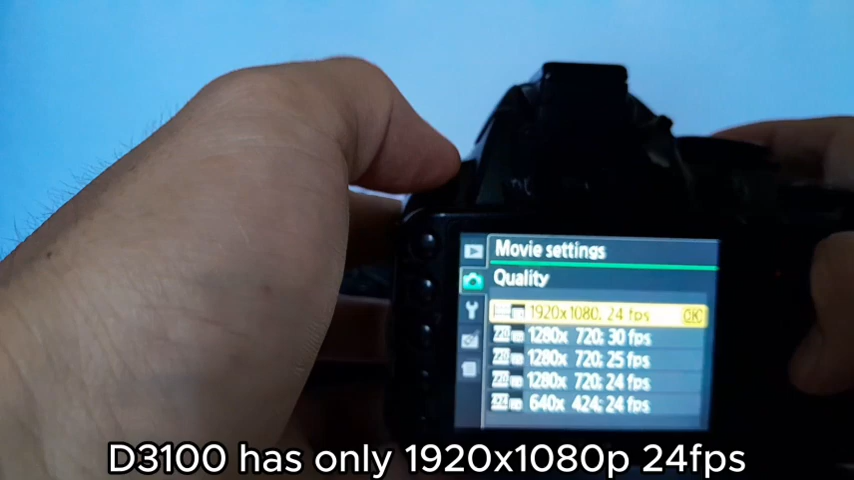 Movie settings
Quality
1920x1080; 24 fps OK
1280x 720; 30 fps
1280x 720; 25 fps
1280x 720; 24 fps
640x 424; 24 fps
D3100 has only 1920x1080p 24fps